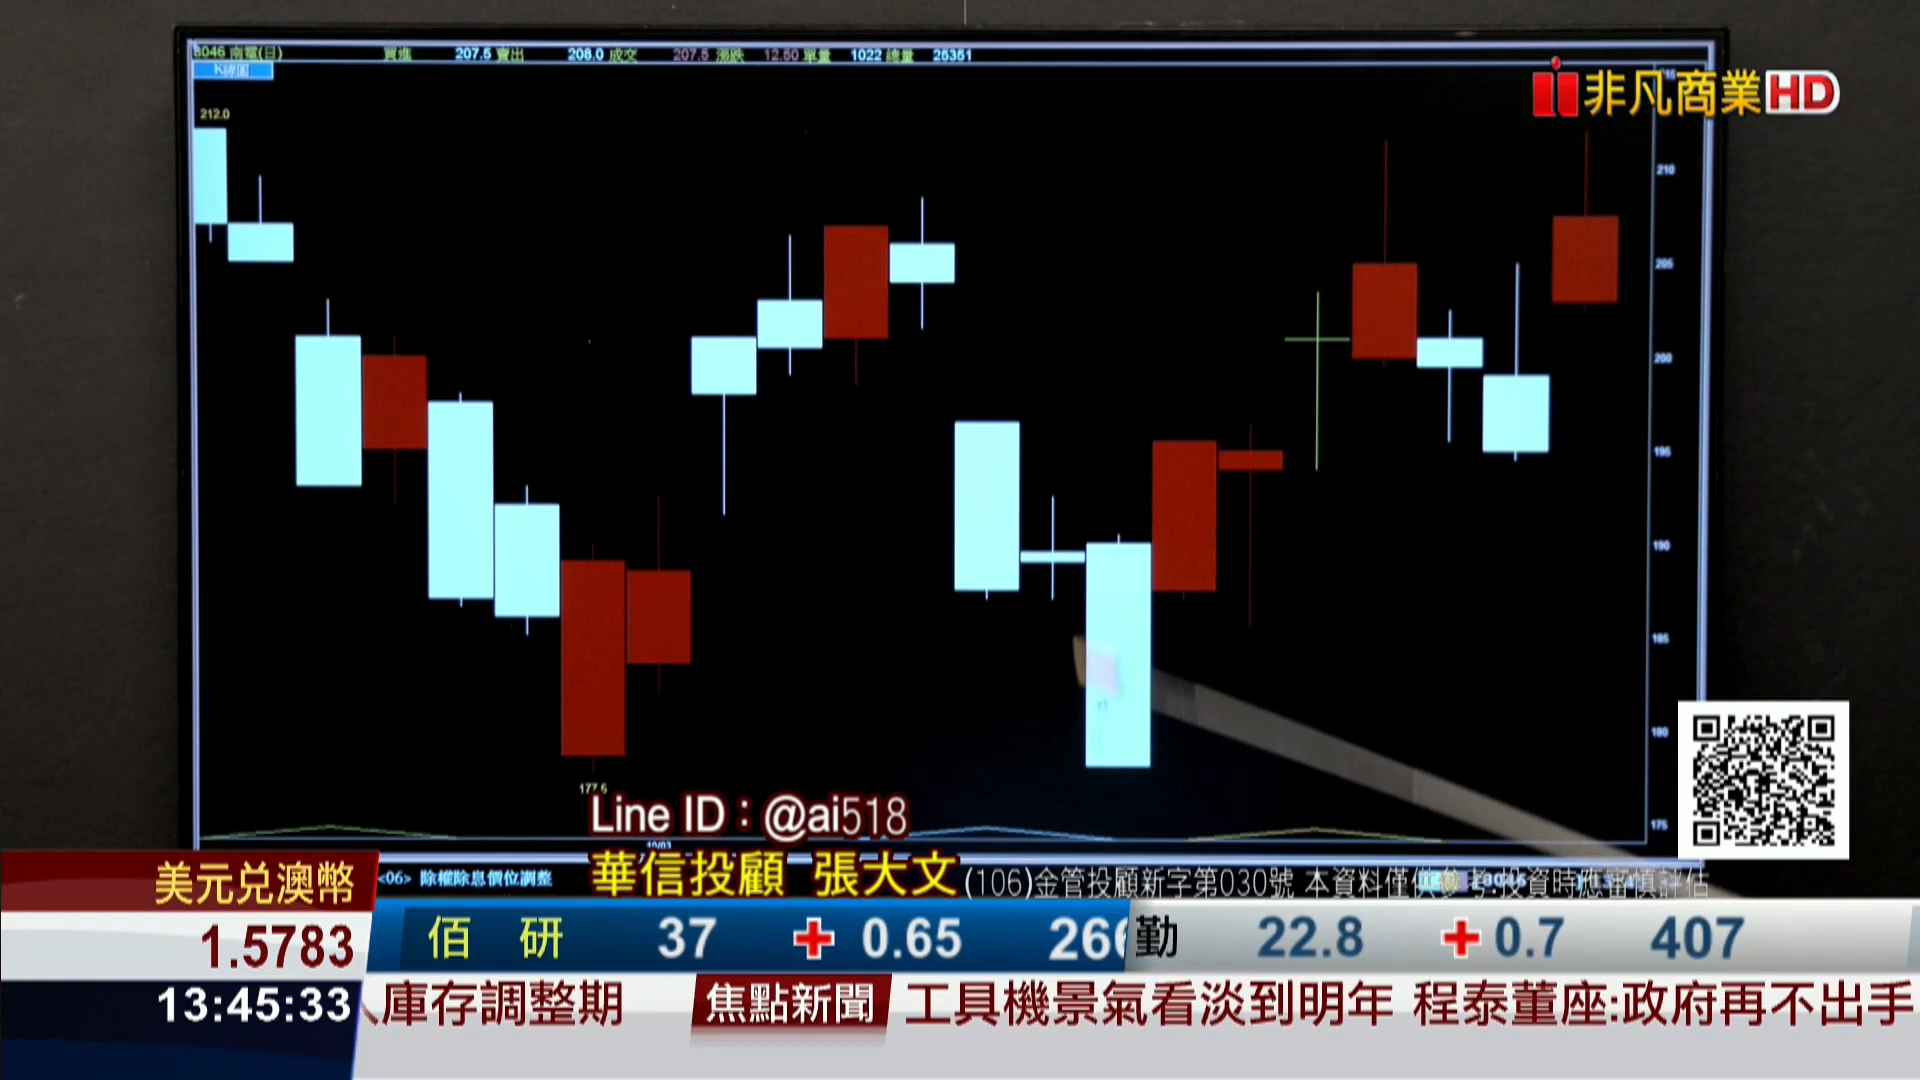 8046 南電(日) 買進 207.5 賣出 208.0 成交 207.5 漲跌 12.50 單量 1022 總量 25351
K線圖
非凡商業HD
212.0
215
210
205
200
195
190
185
180
175
177.5
10/03
Line ID：@ai518
華信投顧 張大文
(106)金管投顧新字第030號 本資料僅供參考,投資時應審慎評估
<06> 除權除息價位調整
美元兌澳幣
1.5783
13:45:33
佰研 37 + 0.65 266
勤 22.8 + 0.7 407
庫存調整期
焦點新聞
工具機景氣看淡到明年 程泰董座:政府再不出手